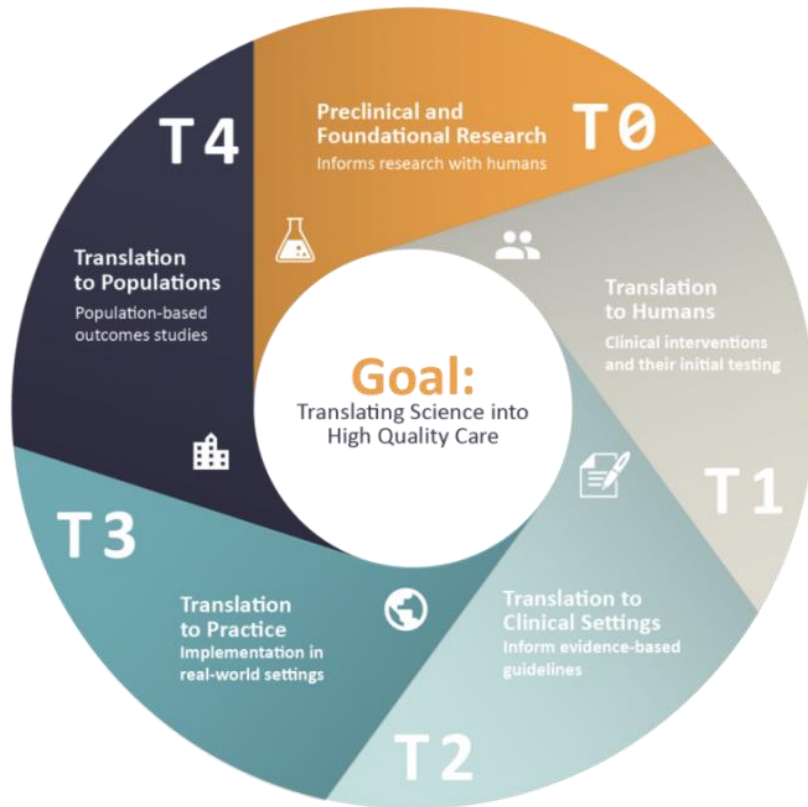 T0
Preclinical and
Foundational Research
Informs research with humans
Translation
to Humans
Clinical interventions
and their initial testing
T1
Translation to
Clinical Settings
Inform evidence-based
guidelines
T2
T3
Translation
to Practice
Implementation in
real-world settings
T4
Translation
to Populations
Population-based
outcomes studies
Goal:
Translating Science into
High Quality Care